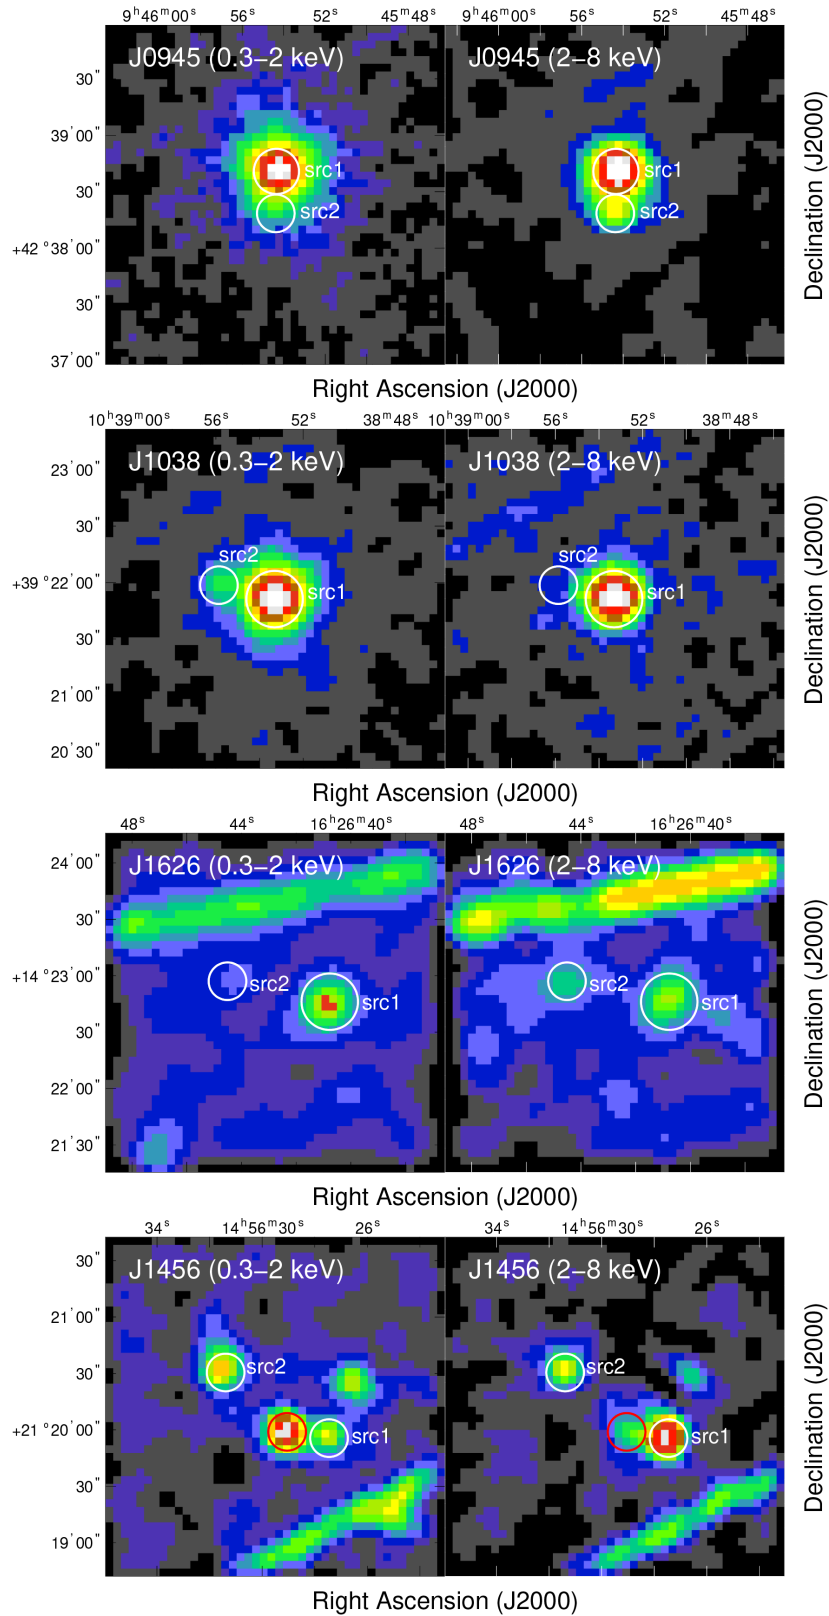 9ʰ46ᵐ00ˢ 56ˢ 52ˢ 45ᵐ48ˢ 9ʰ46ᵐ00ˢ 56ˢ 52ˢ 45ᵐ48ˢ
J0945 (0.3−2 keV) J0945 (2−8 keV)
30"
39'00"
src1 src1
30"
src2 src2
+42°38'00"
30"
37'00"
Declination (J2000)
Right Ascension (J2000)
10ʰ39ᵐ00ˢ 56ˢ 52ˢ 38ᵐ48ˢ 10ʰ39ᵐ00ˢ 56ˢ 52ˢ 38ᵐ48ˢ
J1038 (0.3−2 keV) J1038 (2−8 keV)
23'00"
30"
src2 src2
+39°22'00"
src1 src1
30"
21'00"
20'30"
Declination (J2000)
Right Ascension (J2000)
48ˢ 44ˢ 16ʰ26ᵐ40ˢ 48ˢ 44ˢ 16ʰ26ᵐ40ˢ
J1626 (0.3−2 keV) J1626 (2−8 keV)
24'00"
30"
+14°23'00"
src2 src2
src1 src1
30"
22'00"
21'30"
Declination (J2000)
Right Ascension (J2000)
34ˢ 14ʰ56ᵐ30ˢ 26ˢ 34ˢ 14ʰ56ᵐ30ˢ 26ˢ
J1456 (0.3−2 keV) J1456 (2−8 keV)
21'00"
src2 src2
30"
+21°20'00"
src1 src1
30"
19'00"
Declination (J2000)
Right Ascension (J2000)